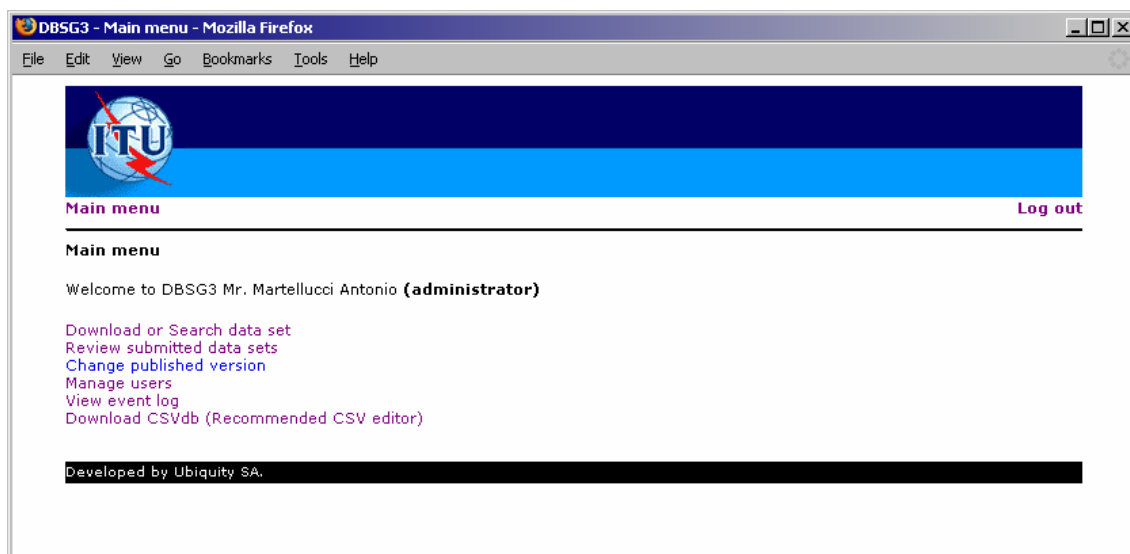 DBSG3 - Main menu - Mozilla Firefox
File Edit View Go Bookmarks Tools Help
ITU
Main menu Log out
Main menu
Welcome to DBSG3 Mr. Martellucci Antonio (administrator)
Download or Search data set
Review submitted data sets
Change published version
Manage users
View event log
Download CSVdb (Recommended CSV editor)
Developed by Ubiquity SA.